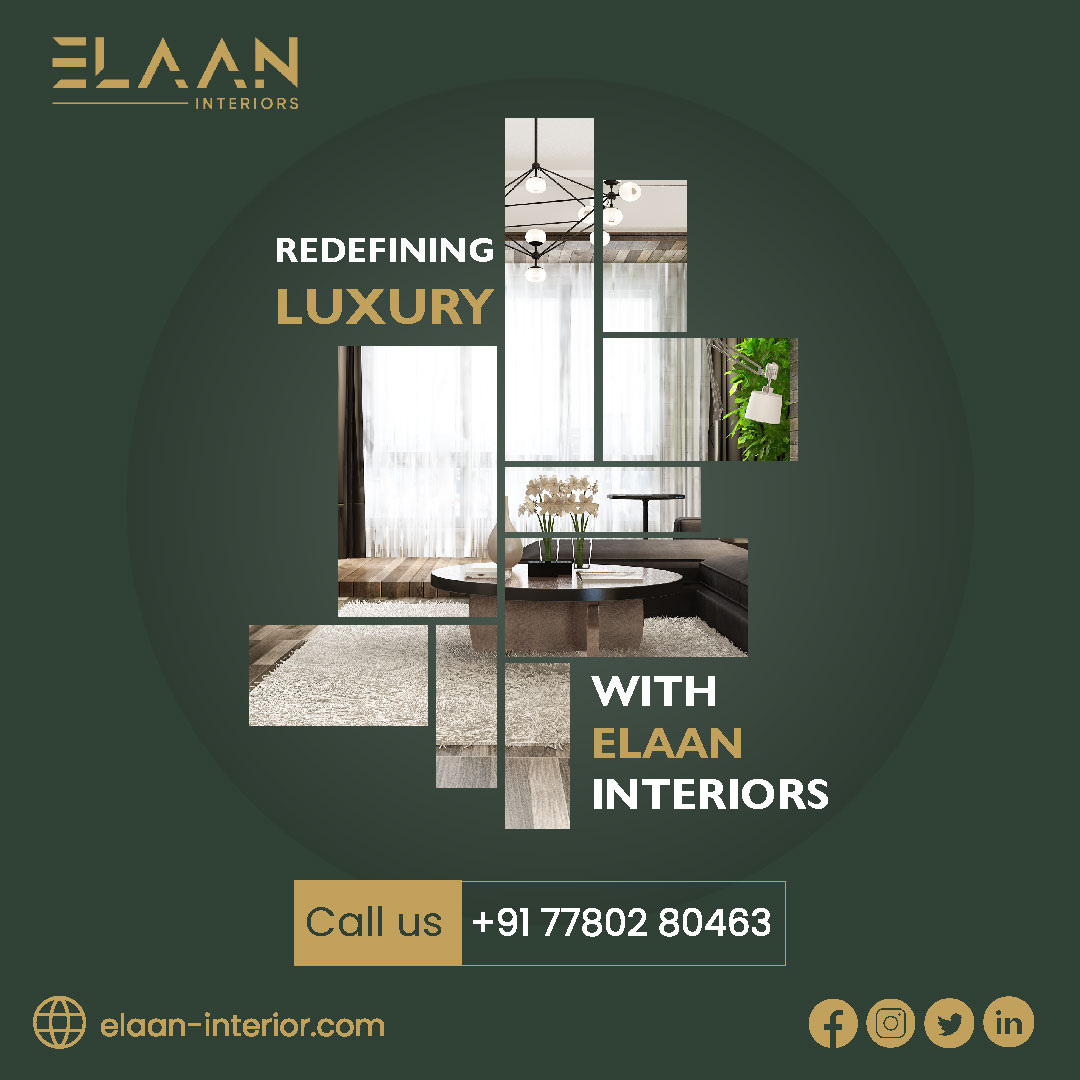 ELAAN
INTERIORS
REDEFINING
LUXURY
WITH
ELAAN
INTERIORS
Call us +91 77802 80463
elaan-interior.com